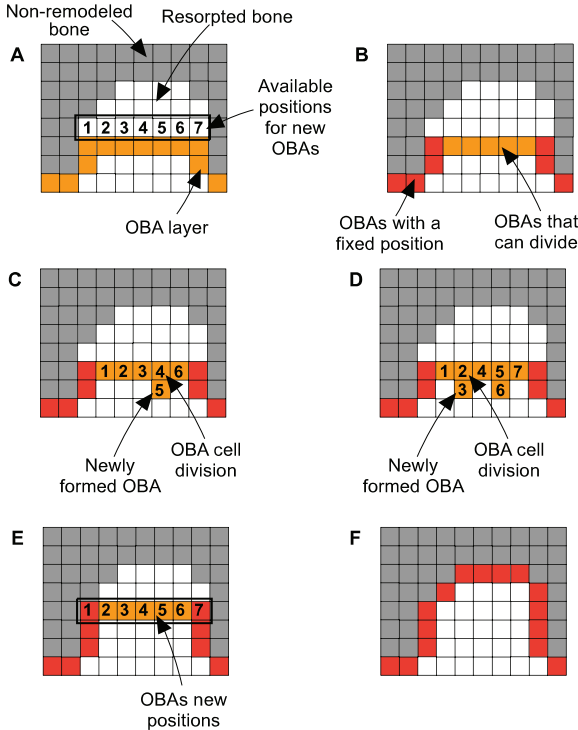 Non-remodeled
bone
Resorpted bone
A
1 2 3 4 5 6 7
Available
positions
for new
OBAs
OBA layer
B
OBAs with a
fixed position
OBAs that
can divide
C
1 2 3 4 6
5
Newly
formed OBA
OBA cell
division
D
1 2 4 5 7
3 6
Newly
formed OBA
OBA cell
division
E
1 2 3 4 5 6 7
OBAs new
positions
F